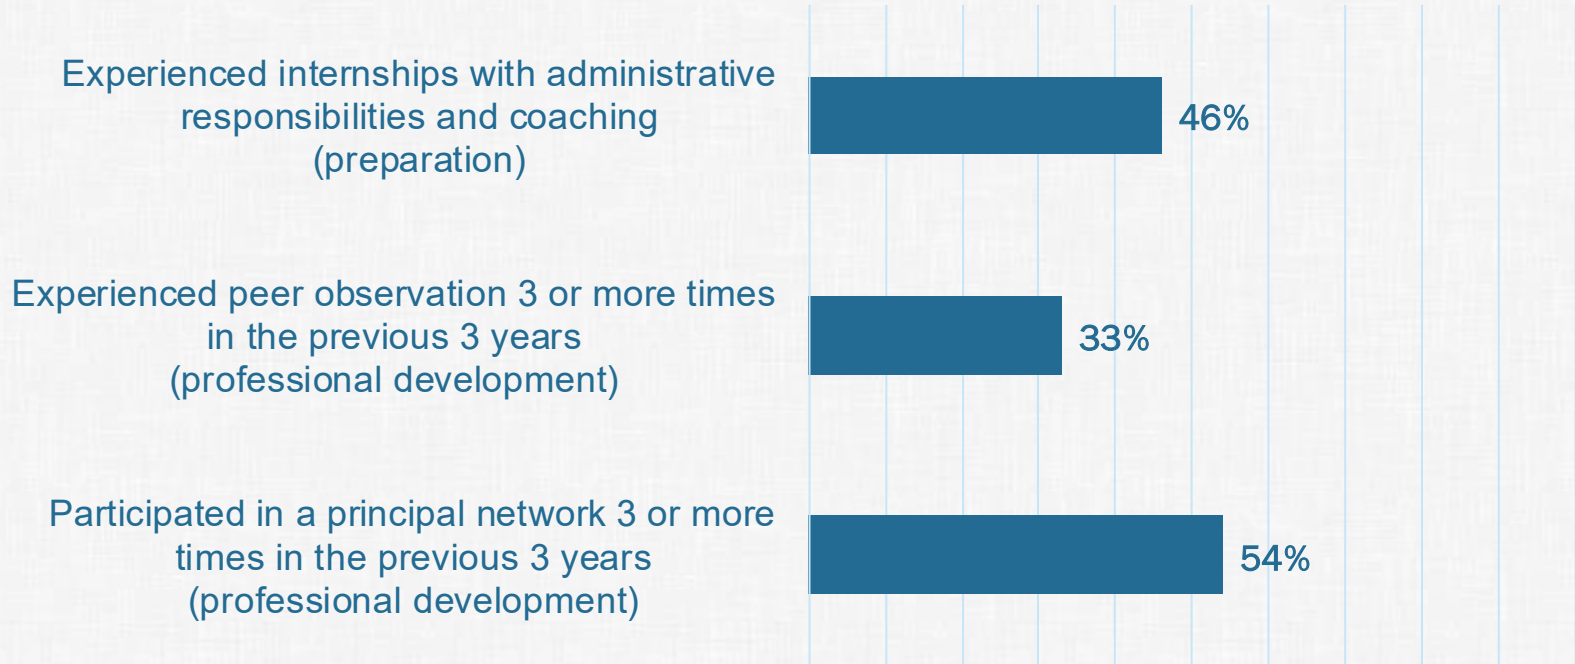 Experienced internships with administrative
responsibilities and coaching
(preparation)
46%
Experienced peer observation 3 or more times
in the previous 3 years
(professional development)
33%
Participated in a principal network 3 or more
times in the previous 3 years
(professional development)
54%